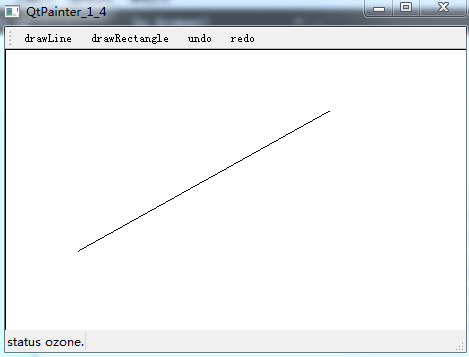 QtPainter_1_4
drawLine drawRectangle undo redo
status ozone.